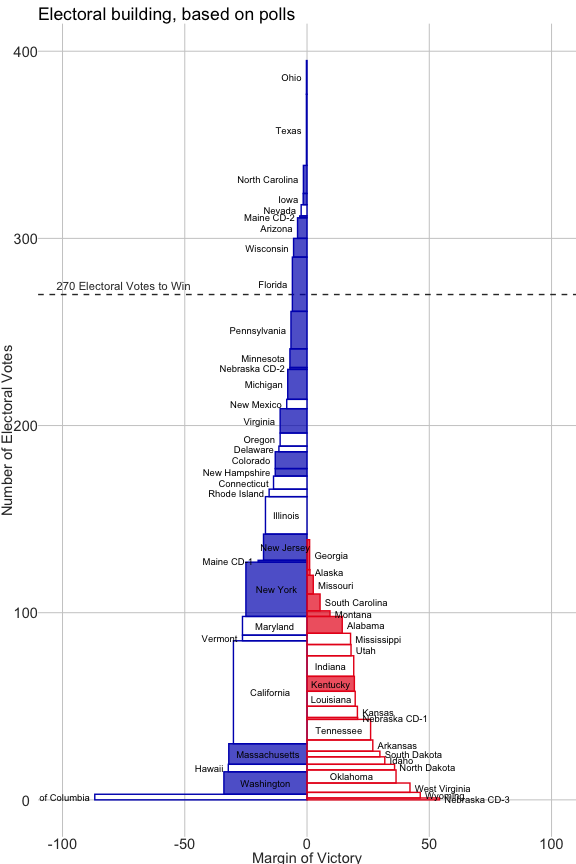 Electoral building, based on polls
400
Ohio
Texas
North Carolina
Iowa
Nevada
Maine CD-2
Arizona
300
Wisconsin
Florida
270 Electoral Votes to Win
Pennsylvania
Minnesota
Nebraska CD-2
Michigan
New Mexico
200
Virginia
Oregon
Delaware
Colorado
New Hampshire
Connecticut
Rhode Island
Illinois
New Jersey
Georgia
Maine CD-1
Alaska
Missouri
New York
South Carolina
100
Montana
Maryland
Alabama
Vermont
Mississippi
Utah
Indiana
California
Kentucky
Louisiana
Kansas
Nebraska CD-1
Tennessee
Massachusetts
Arkansas
South Dakota
Idaho
Hawaii
North Dakota
Washington
Oklahoma
West Virginia
Wyoming
of Columbia
Nebraska CD-3
0
Number of Electoral Votes
-100 -50 0 50 100
Margin of Victory